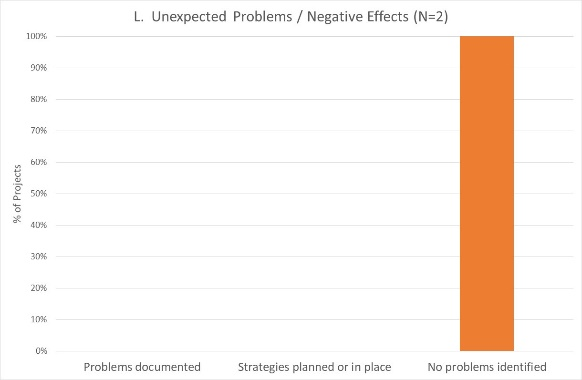 L. Unexpected Problems / Negative Effects (N=2)
100%
90%
80%
70%
60%
50%
40%
30%
20%
10%
0%
% of Projects
Problems documented
Strategies planned or in place
No problems identified